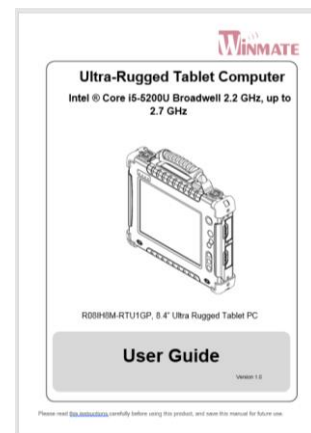 WINMATE
Ultra-Rugged Tablet Computer
Intel ® Core i5-5200U Broadwell 2.2 GHz, up to
2.7 GHz
R08IH8M-RTU1GP, 8.4" Ultra Rugged Tablet PC
User Guide
Version 1.0
Please read this instructions carefully before using this product, and save this manual for future use.